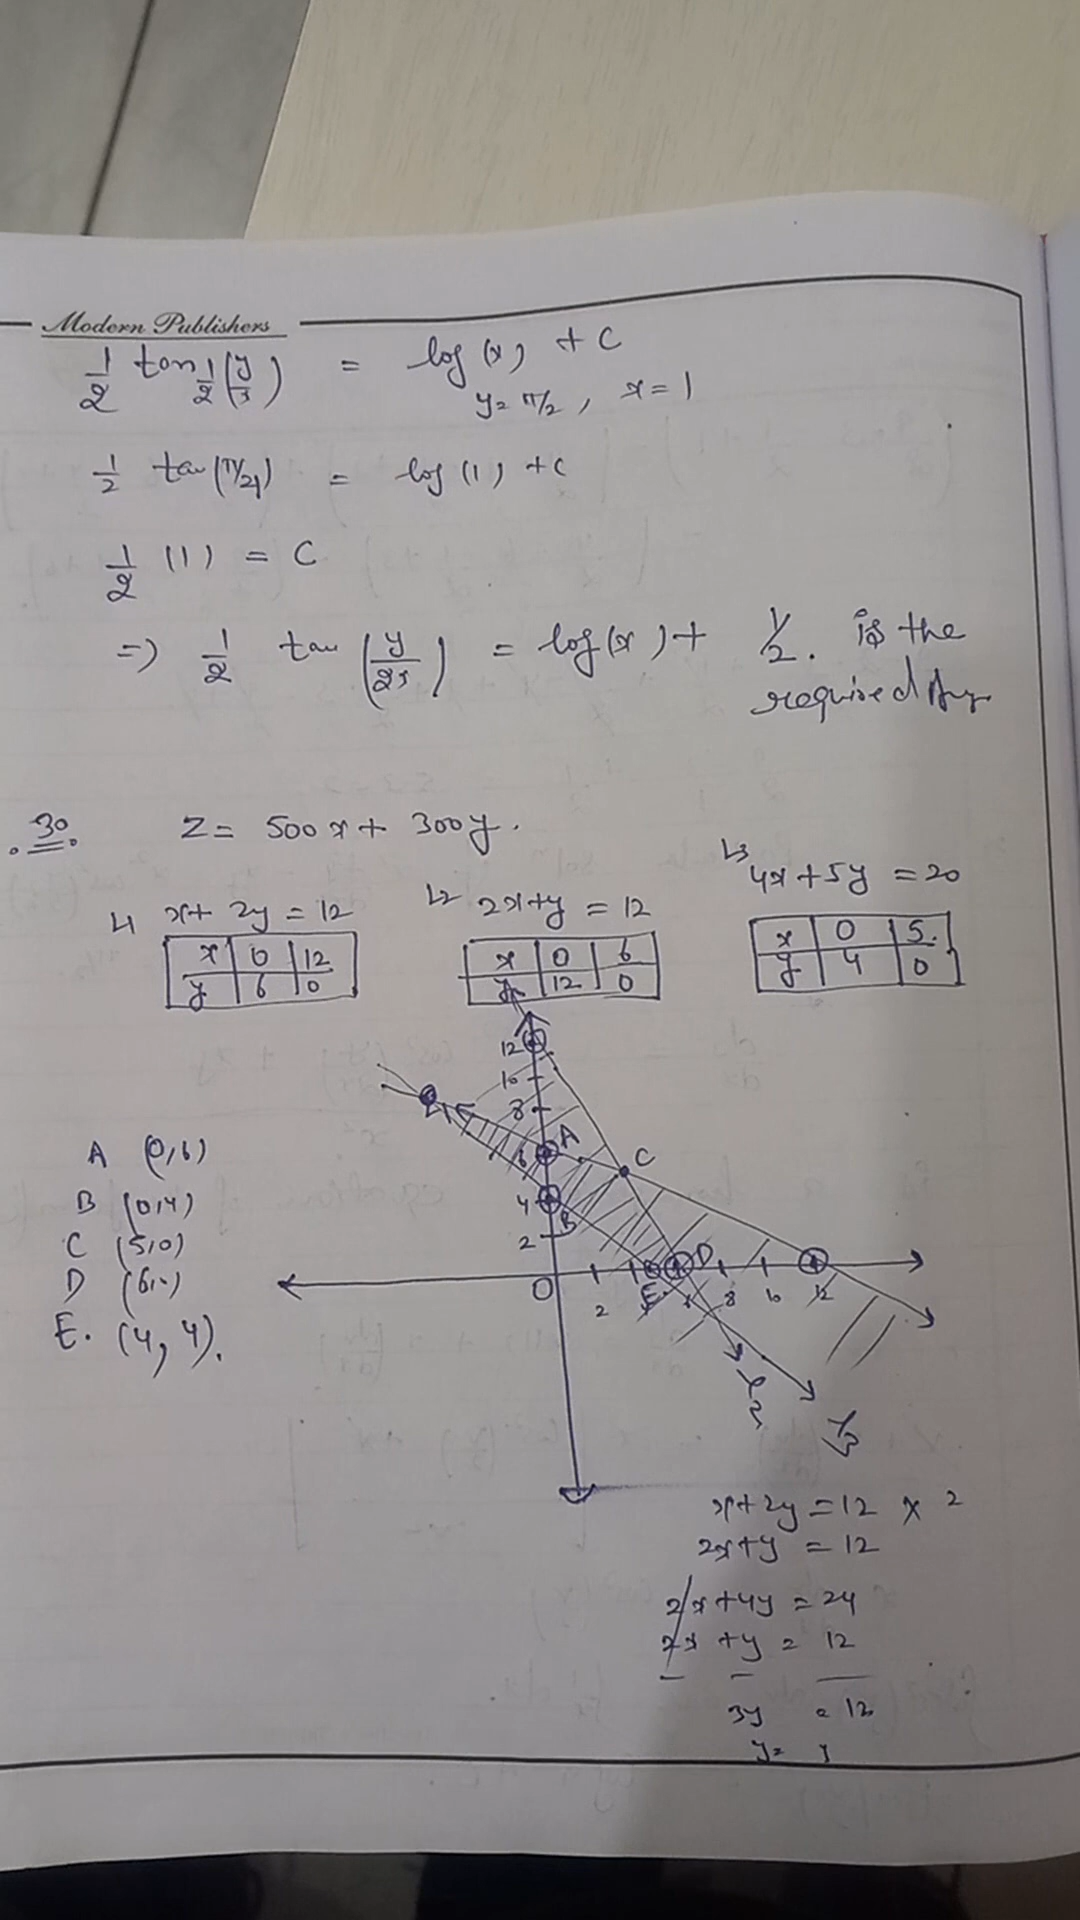 Modern Publishers
1/2 tan 1/2 (y/x) = log (x) + C
y = π/2 , x = 1
1/2 tan (π/4) = log (1) + C
1/2 (1) = C
=) 1/2 tan (y/2x) = log (x) + 1/2. is the
required Ans.
30. Z = 500x + 300y.
L1 x + 2y = 12 L2 2x+y = 12 L3 4x + 5y = 20
x 0 12
y 6 0
x 0 6
y 12 0
x 0 5.
y 4 0
12
10
8
6 A
C
4 B
2
O
2 E D 8 10 12
L2
L3
A (0,6)
B (0,4)
C (5,0)
D (6,0)
E. (4, 4).
x+2y = 12 x 2
2x+y = 12
2x+4y = 24
2x + y = 12
- - 
3y = 12
y =